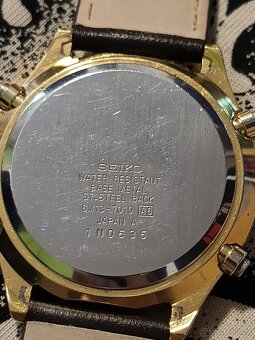 SEIKO
WATER RESISTANT
BASE METAL
ST.STEEL BACK
JAPAN A
1N0635